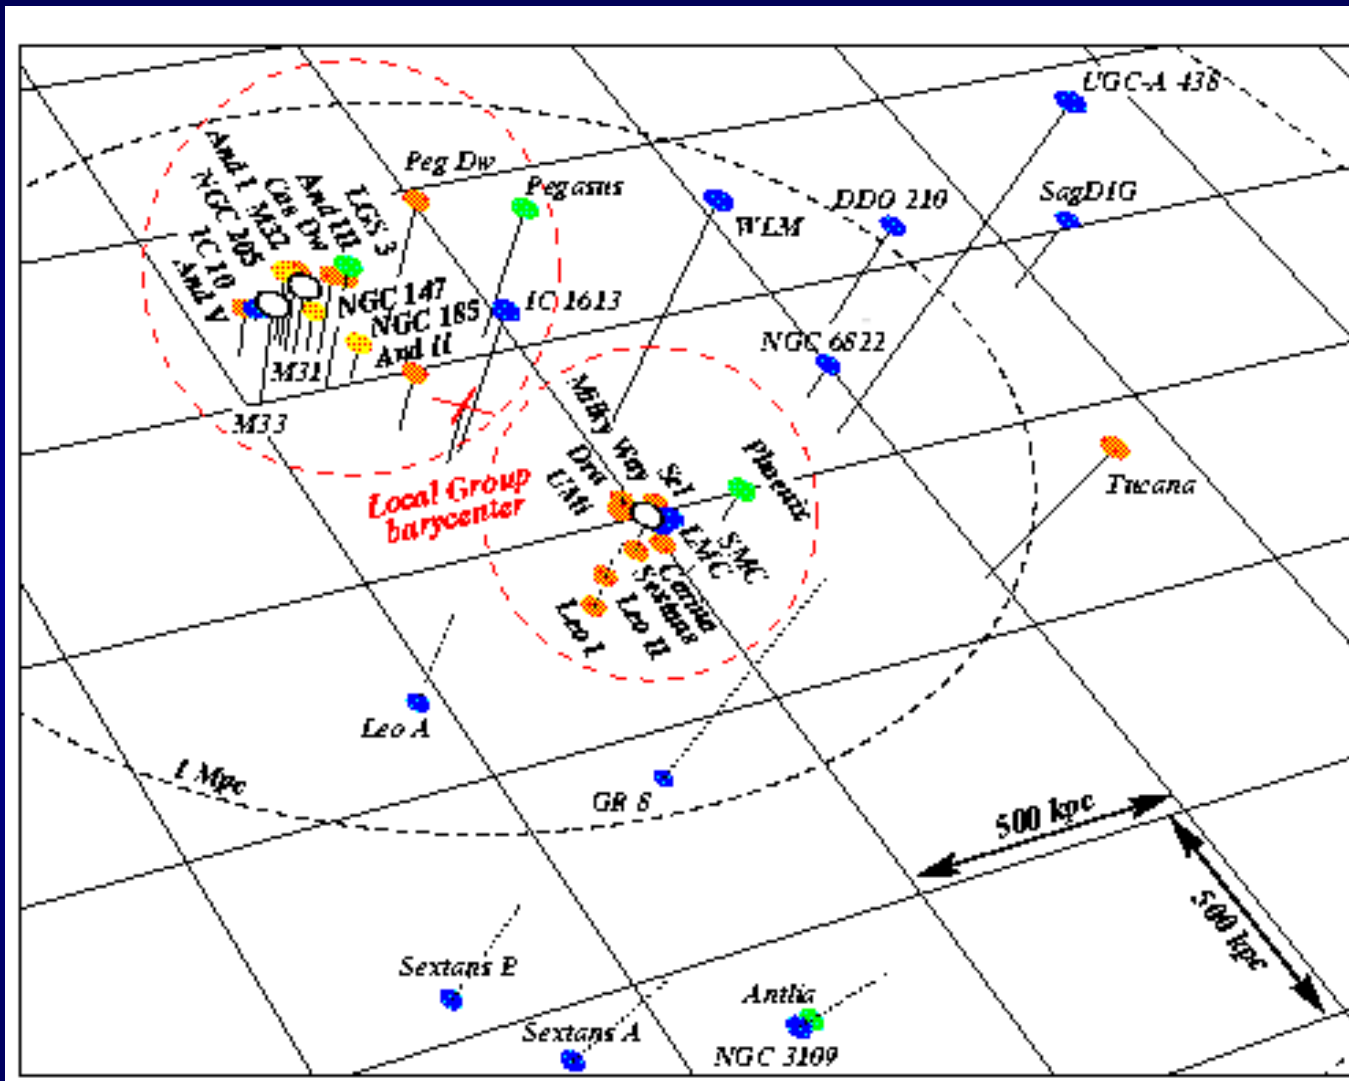 UGC-A 438
And I
M32
Cas Dw
And III
LGS 3
Peg Dw
Pegasus
WLM
DDO 210
SagDIG
NGC 205
IC 10
And V
NGC 147
NGC 185
And II
IC 1613
M31
M33
NGC 6822
Milky Way
Dra
UMi
Scl
Phoenix
Tucana
Local Group
barycenter
SMC
LMC
Carina
Sextans
Leo II
Leo I
Leo A
1 Mpc
GR 8
500 kpc
500 kpc
Sextans B
Sextans A
Antlia
NGC 3109